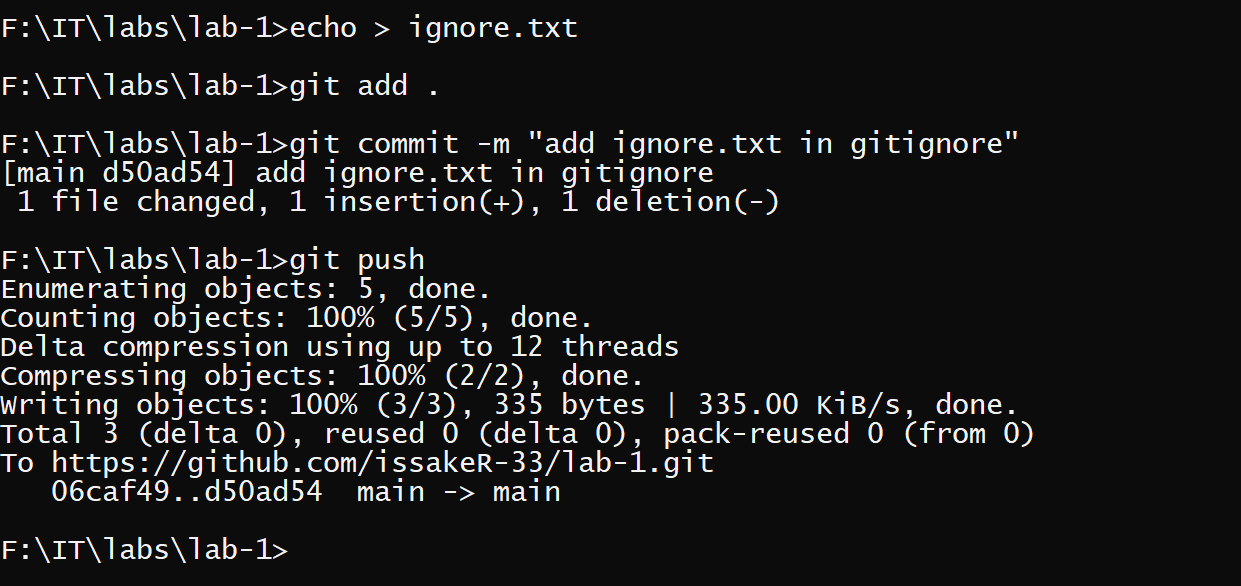 F:\IT\labs\lab-1>echo > ignore.txt
F:\IT\labs\lab-1>git add .
F:\IT\labs\lab-1>git commit -m "add ignore.txt in gitignore"
[main d50ad54] add ignore.txt in gitignore
 1 file changed, 1 insertion(+), 1 deletion(-)
F:\IT\labs\lab-1>git push
Enumerating objects: 5, done.
Counting objects: 100% (5/5), done.
Delta compression using up to 12 threads
Compressing objects: 100% (2/2), done.
Writing objects: 100% (3/3), 335 bytes | 335.00 KiB/s, done.
Total 3 (delta 0), reused 0 (delta 0), pack-reused 0 (from 0)
To https://github.com/issakeR-33/lab-1.git
   06caf49..d50ad54  main -> main
F:\IT\labs\lab-1>